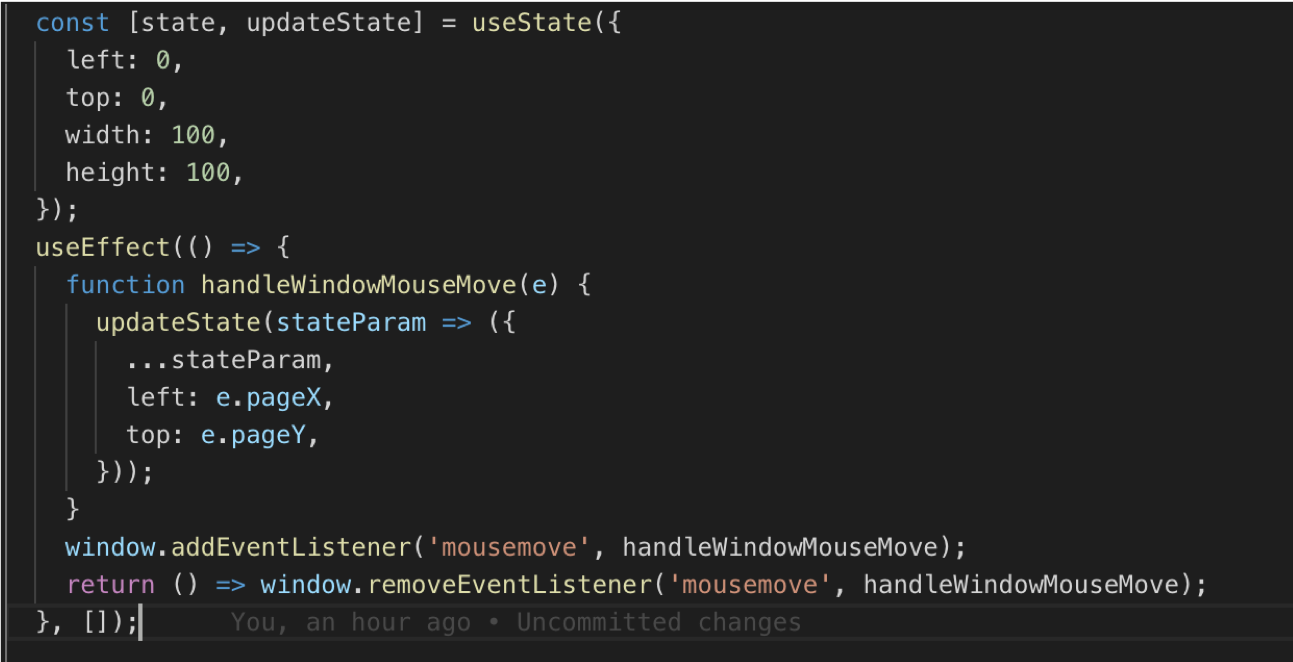 const [state, updateState] = useState({
  left: 0,
  top: 0,
  width: 100,
  height: 100,
});
useEffect(() => {
  function handleWindowMouseMove(e) {
    updateState(stateParam => ({
      ...stateParam,
      left: e.pageX,
      top: e.pageY,
    }));
  }
  window.addEventListener('mousemove', handleWindowMouseMove);
  return () => window.removeEventListener('mousemove', handleWindowMouseMove);
}, []); You, an hour ago • Uncommitted changes